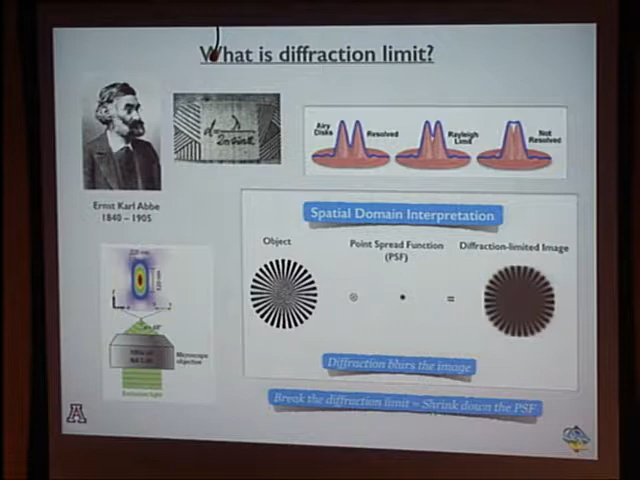 What is diffraction limit?
Ernst Karl Abbe
1840 – 1905
Airy
Disks
Resolved
Rayleigh
Limit
Not
Resolved
Spatial Domain Interpretation
Object
Point Spread Function
(PSF)
Diffraction-limited Image
⊗
=
Diffraction blurs the image
Break the diffraction limit = Shrink down the PSF
Microscope
objective
Excitation light
A